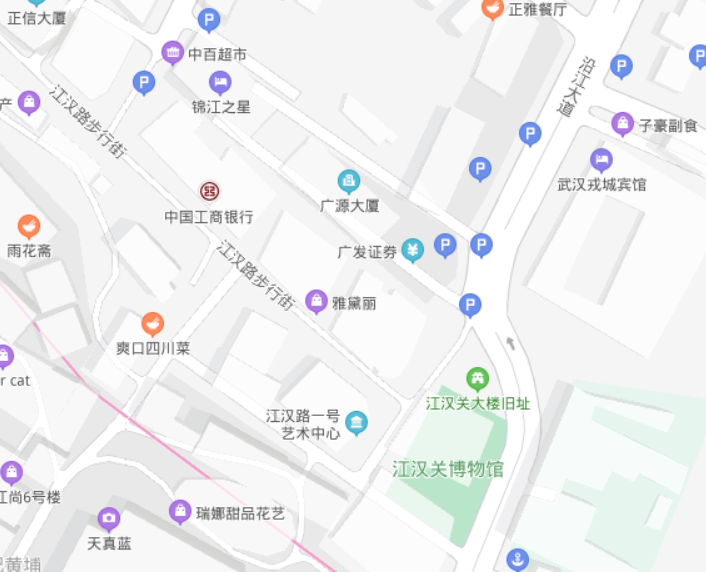 正信大厦
P
正雅餐厅
中百超市
P
P
P
锦江之星
沿江大道
产
江汉路步行街
P
子豪副食
P
武汉戎城宾馆
中国工商银行
广源大厦
雨花斋
广发证券
P
P
江汉路步行街
雅黛丽
P
爽口四川菜
r cat
江汉关大楼旧址
江汉路一号
艺术中心
江汉关博物馆
江尚6号楼
瑞娜甜品花艺
天真蓝
黄埔